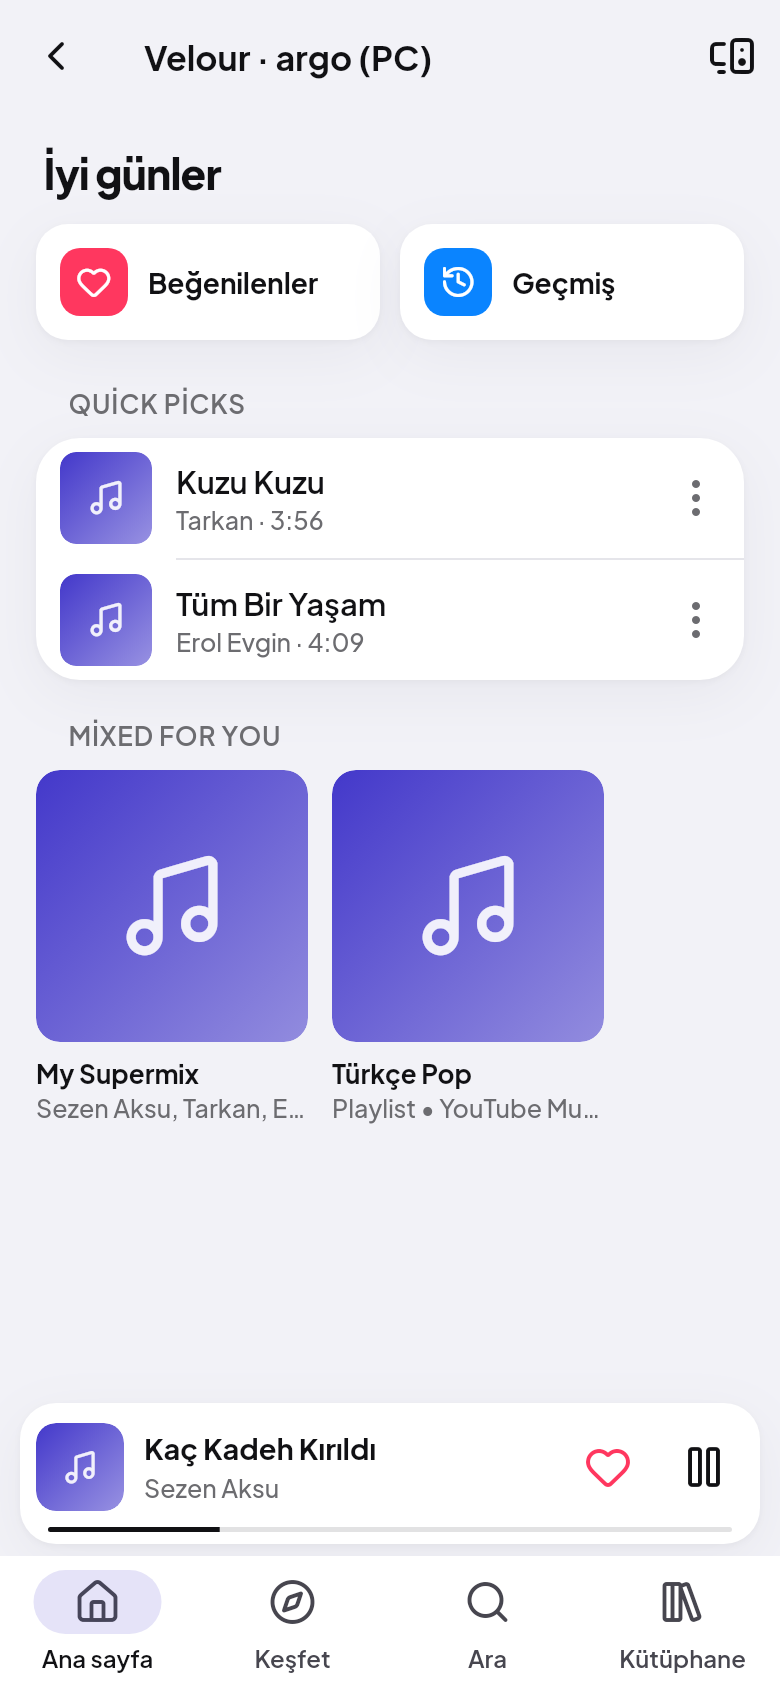 Velour · argo (PC)
İyi günler
Beğenilenler
Geçmiş
QUİCK PİCKS
Kuzu Kuzu
Tarkan · 3:56
Tüm Bir Yaşam
Erol Evgin · 4:09
MİXED FOR YOU
My Supermix
Sezen Aksu, Tarkan, E...
Türkçe Pop
Playlist • YouTube Mu...
Kaç Kadeh Kırıldı
Sezen Aksu
Ana sayfa
Keşfet
Ara
Kütüphane